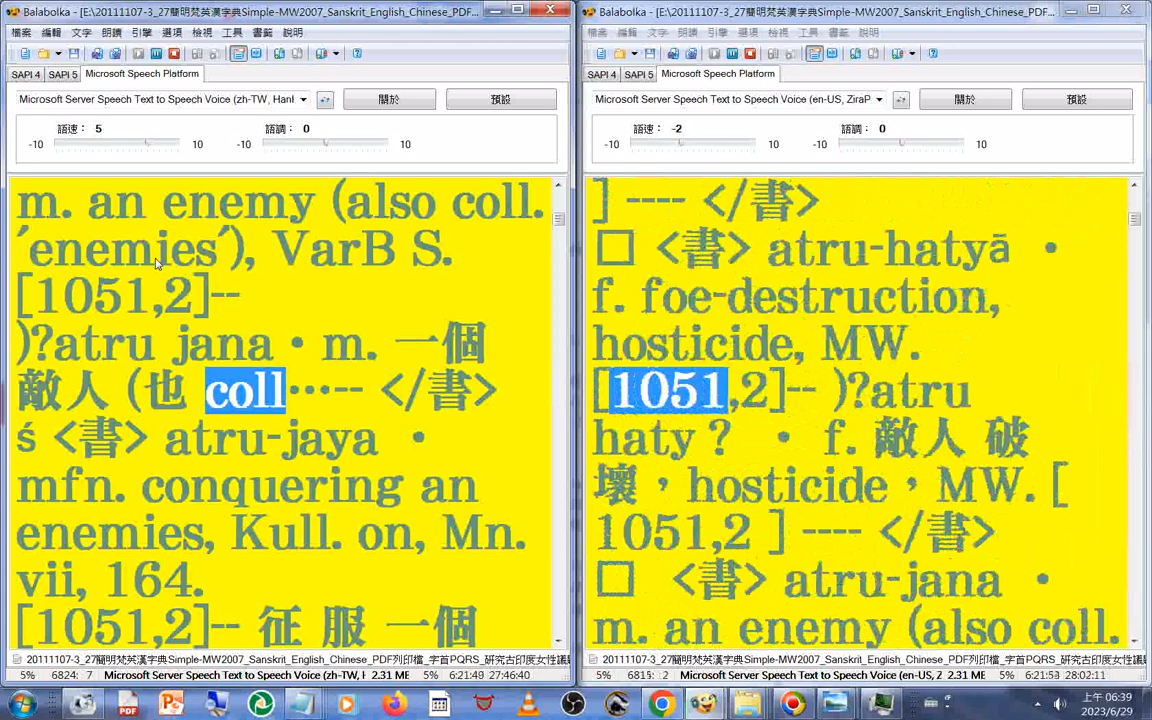 Balabolka - [E:\20111107-3_27簡明梵英漢字典Simple-MW2007_Sanskrit_English_Chinese_PDF...
檔案 編輯 文字 朗讀 引擎 選項 檢視 工具 書籤 說明
SAPI 4 SAPI 5 Microsoft Speech Platform
Microsoft Server Speech Text to Speech Voice (zh-TW, HanH
關於 預設
語速： 5 語調： 0
-10 10 -10 10
m. an enemy (also coll.
'enemies'), VarB S.
[1051,2]--
)?atru jana • m. 一個
敵人 (也 coll…-- </書>
ś <書> atru-jaya •
mfn. conquering an
enemies, Kull. on, Mn.
vii, 164.
[1051,2]-- 征 服 一個
20111107-3_27簡明梵英漢字典Simple-MW2007_Sanskrit_English_Chinese_PDF列印檔_字首PQRS_研究古印度女性議
5% 6824: 7 Microsoft Server Speech Text to Speech Voice (zh-TW, H 2.31 ME 5% 6:21:49 27:46:40
Balabolka - [E:\20111107-3_27簡明梵英漢字典Simple-MW2007_Sanskrit_English_Chinese_PDF...
檔案 編輯 文字 朗讀 引擎 選項 檢視 工具 書籤 說明
SAPI 4 SAPI 5 Microsoft Speech Platform
Microsoft Server Speech Text to Speech Voice (en-US, ZiraP
關於 預設
語速： -2 語調： 0
-10 10 -10 10
] ---- </書>
□ <書> atru-hatyā •
f. foe-destruction,
hosticide, MW.
[1051,2]-- )?atru
haty？ • f. 敵人 破
壞，hosticide，MW. [
1051,2 ] ---- </書>
□ <書> atru-jana •
m. an enemy (also coll.
20111107-3_27簡明梵英漢字典Simple-MW2007_Sanskrit_English_Chinese_PDF列印檔_字首PQRS_研究古印度女性議
5% 6815: 2 Microsoft Server Speech Text to Speech Voice (en-US, Z 2.31 ME 5% 6:21:53 28:02:11
上午 06:39
2023/6/29